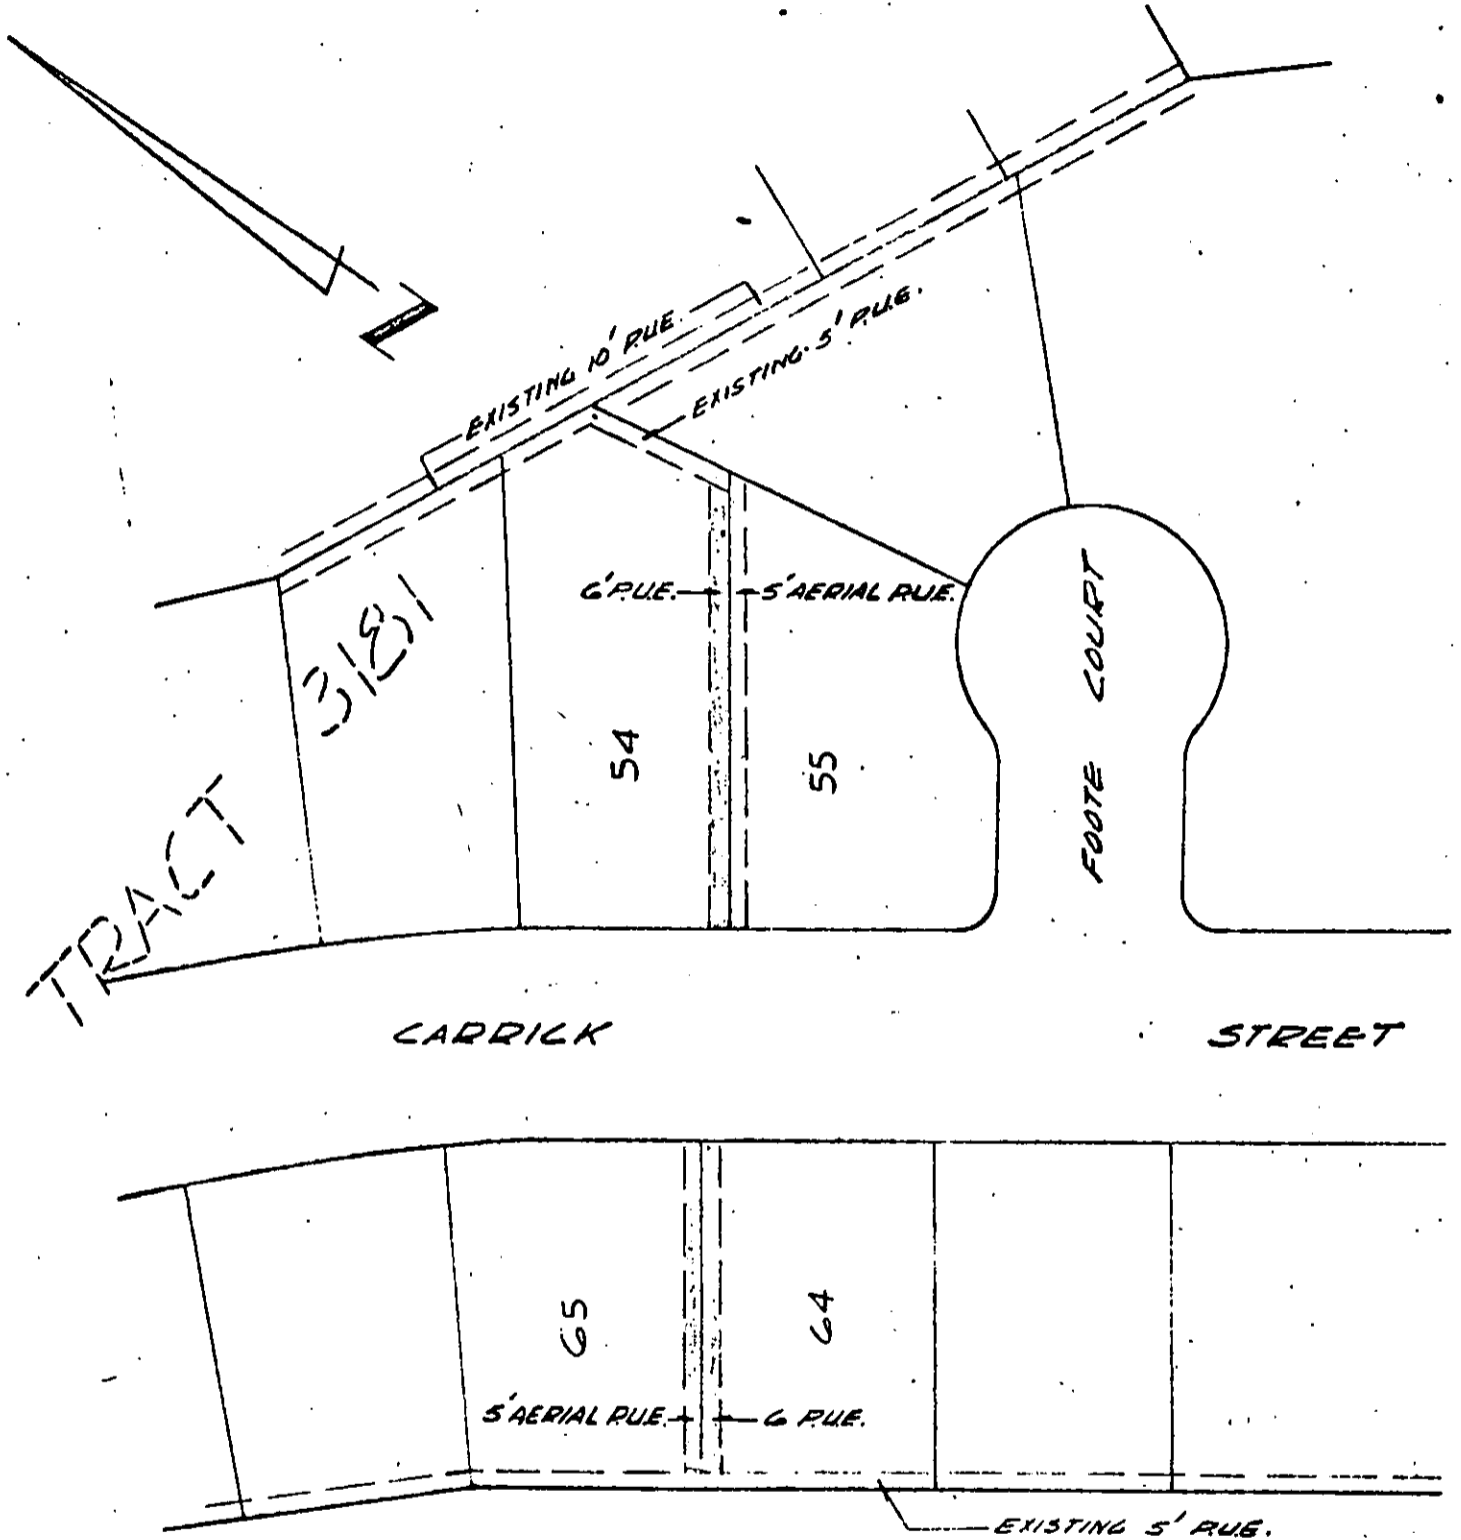 EXISTING 10' P.U.E.
EXISTING 5' P.U.E.
6' P.U.E.
5' AERIAL P.U.E.
TRACT 3181
54
55
FOOTE COURT
CARRICK STREET
65
64
5' AERIAL P.U.E.
6 P.U.E.
EXISTING 5' P.U.E.